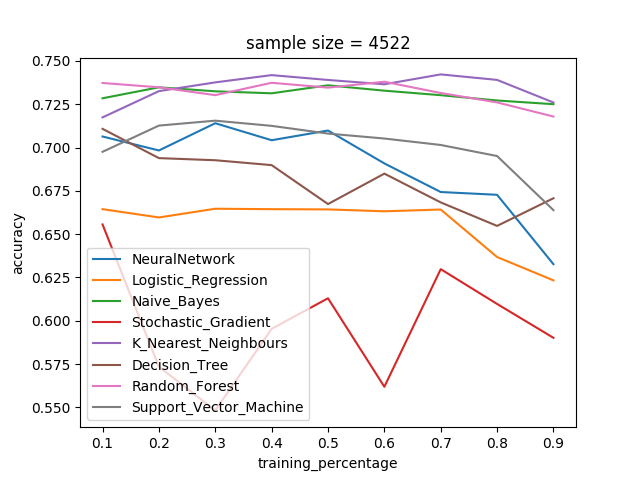 sample size = 4522
accuracy
0.750
0.725
0.700
0.675
0.650
0.625
0.600
0.575
0.550
NeuralNetwork
Logistic_Regression
Naive_Bayes
Stochastic_Gradient
K_Nearest_Neighbours
Decision_Tree
Random_Forest
Support_Vector_Machine
0.1 0.2 0.3 0.4 0.5 0.6 0.7 0.8 0.9
training_percentage